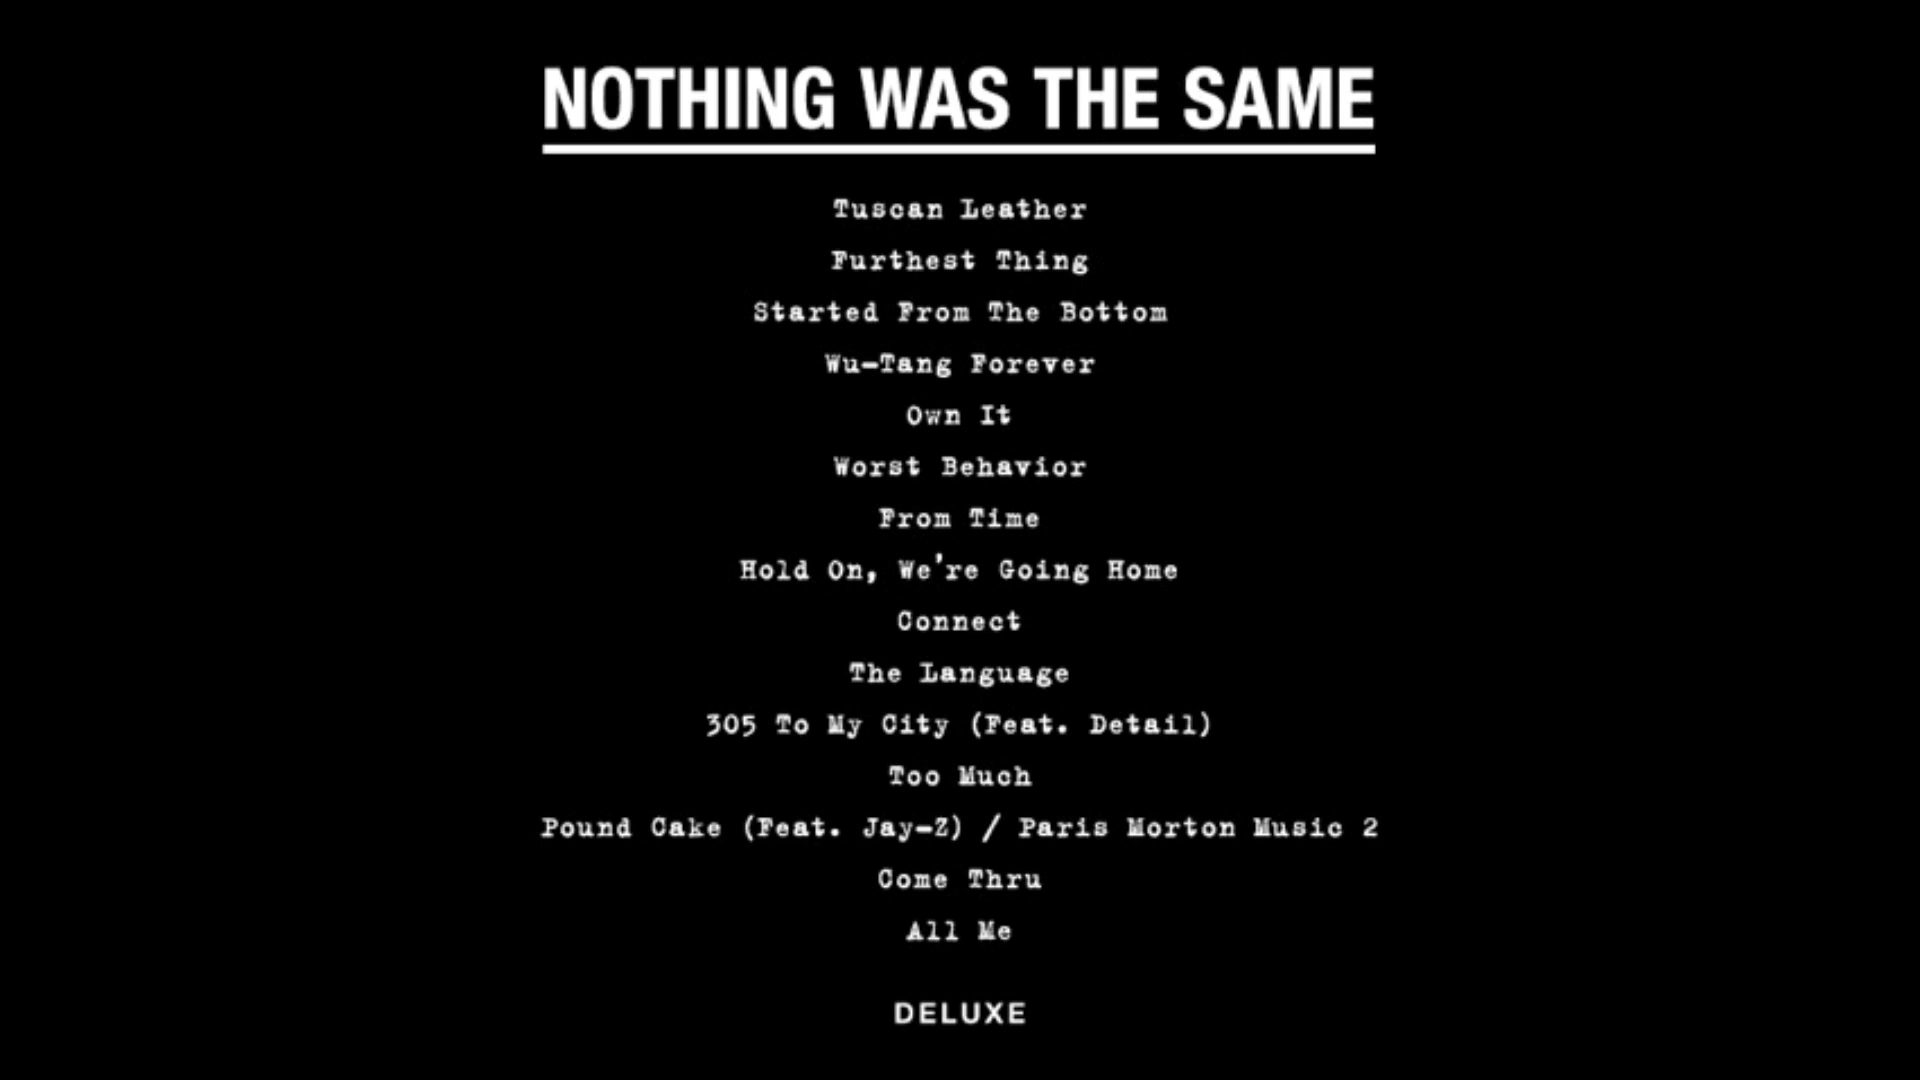 NOTHING WAS THE SAME
Tuscan Leather
Furthest Thing
Started From The Bottom
Wu-Tang Forever
Own It
Worst Behavior
From Time
Hold On, We're Going Home
Connect
The Language
305 To My City (Feat. Detail)
Too Much
Pound Cake (Feat. Jay-Z) / Paris Morton Music 2
Come Thru
All Me
DELUXE